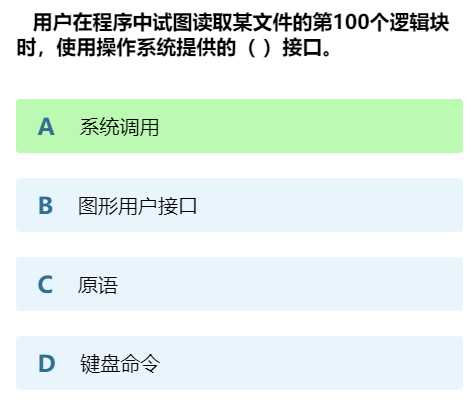 用户在程序中试图读取某文件的第100个逻辑块
时，使用操作系统提供的（ ）接口。
A 系统调用
B 图形用户接口
C 原语
D 键盘命令